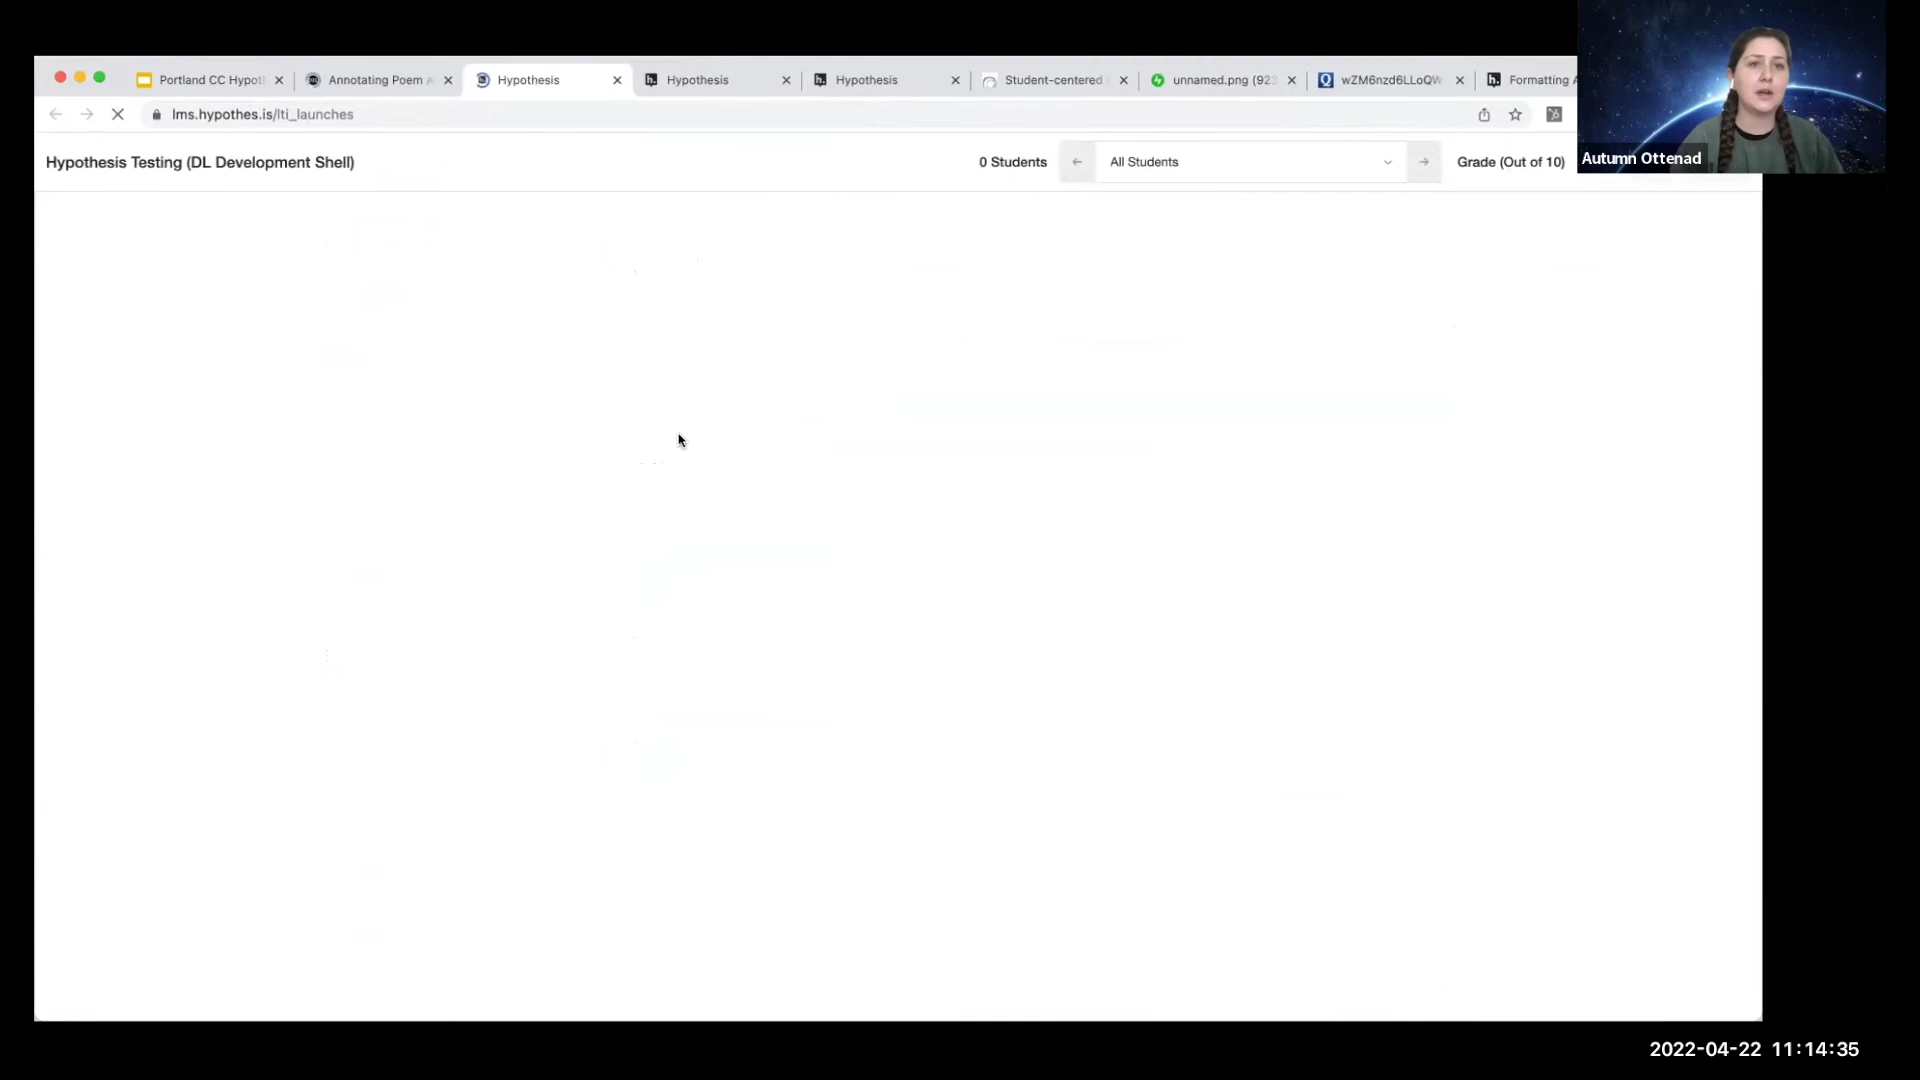 Portland CC Hypot
Annotating Poem A
Hypothesis
Hypothesis
Hypothesis
Student-centered
unnamed.png (923
wZM6nzd6LLoQW
Formatting A
lms.hypothes.is/lti_launches
Hypothesis Testing (DL Development Shell)
0 Students
All Students
Grade (Out of 10)
Autumn Ottenad
2022-04-22 11:14:35